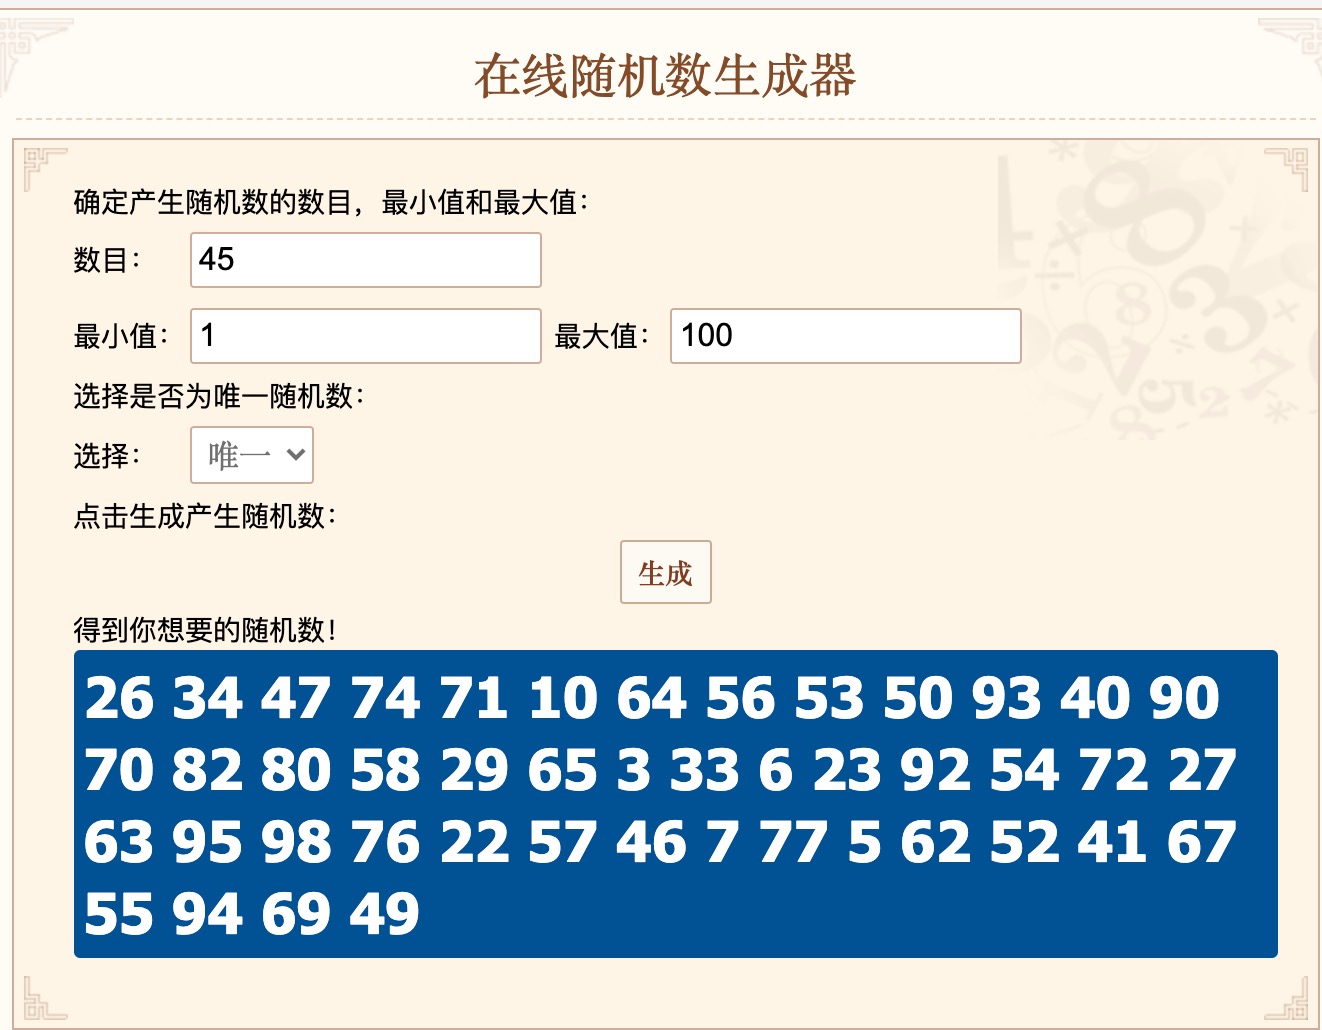 在线随机数生成器
确定产生随机数的数目，最小值和最大值：
数目： 45
最小值： 1 最大值： 100
选择是否为唯一随机数：
选择： 唯一
点击生成产生随机数：
生成
得到你想要的随机数！
26 34 47 74 71 10 64 56 53 50 93 40 90
70 82 80 58 29 65 3 33 6 23 92 54 72 27
63 95 98 76 22 57 46 7 77 5 62 52 41 67
55 94 69 49